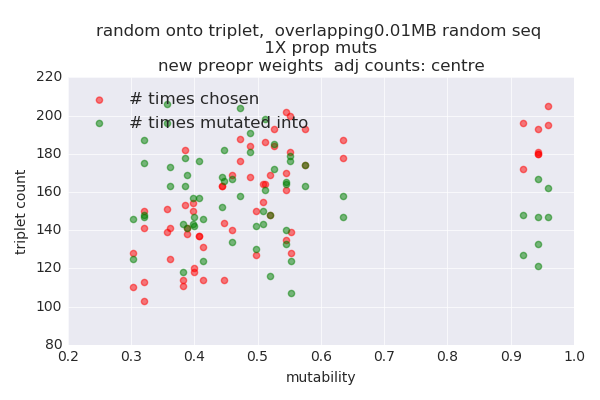 random onto triplet,  overlapping0.01MB random seq
1X prop muts
new preopr weights  adj counts: centre
220
200
180
160
140
120
100
80
triplet count
# times chosen
# times mutated into
0.2 0.3 0.4 0.5 0.6 0.7 0.8 0.9 1.0
mutability